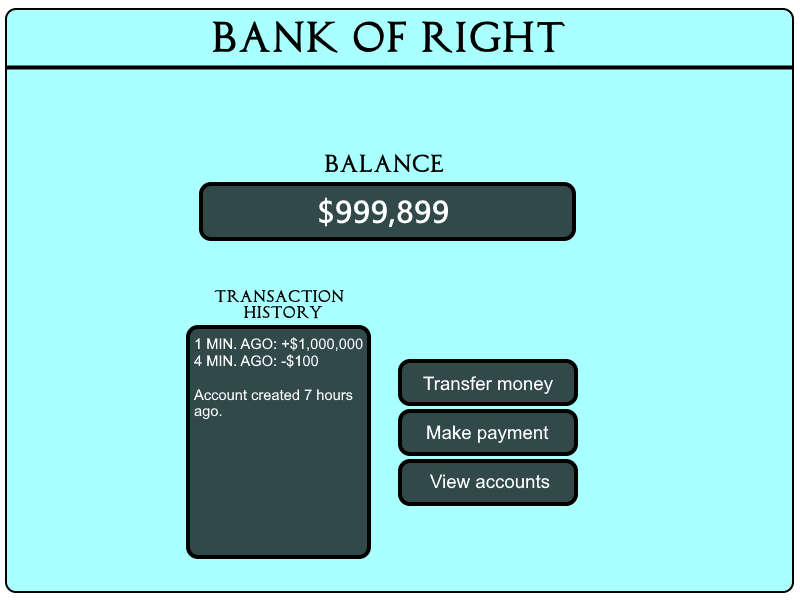 BANK OF RIGHT
BALANCE
$999,899
TRANSACTION
HISTORY
1 MIN. AGO: +$1,000,000
4 MIN. AGO: -$100
Account created 7 hours
ago.
Transfer money
Make payment
View accounts